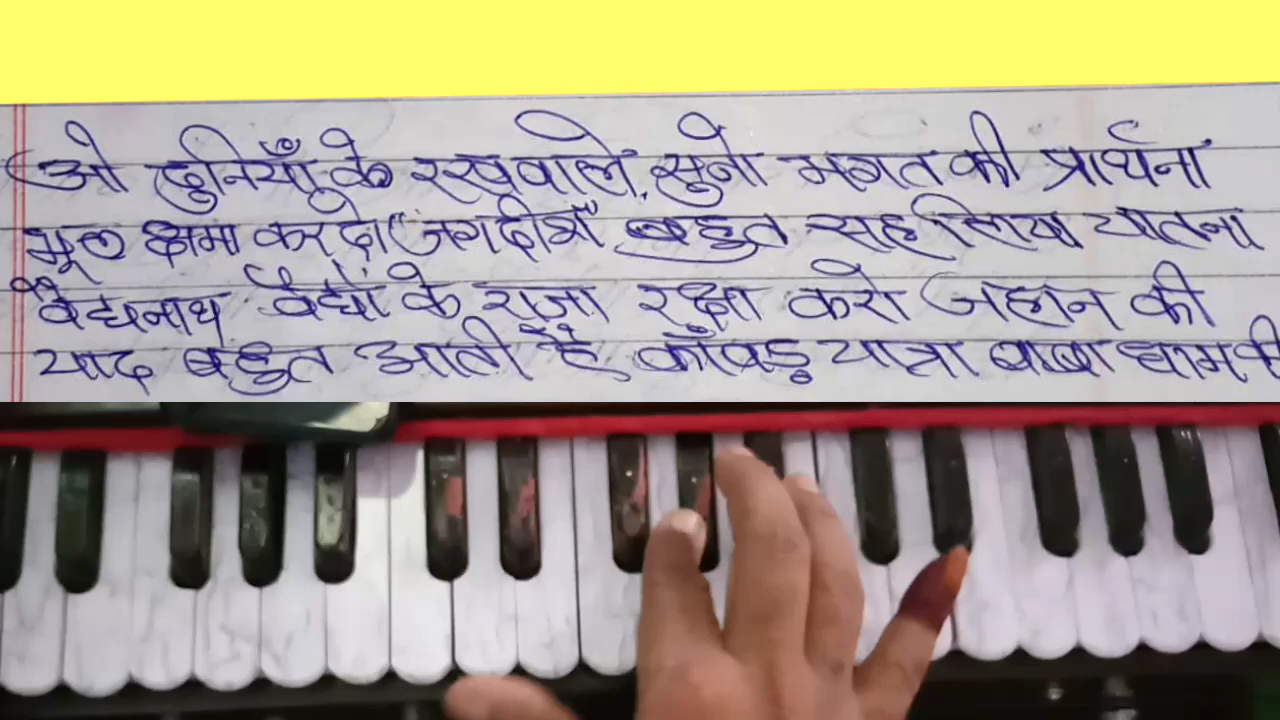 ओ दुनियाँ के रखवाले, सुनो भगत की प्रार्थना
भूल क्षमा कर दो जगदीश बहुत सह लिया यातना
वैद्यनाथ वैद्यों के राजा रक्षा करो जहान की
याद बहुत आती है काँवड़ यात्रा बाबा धाम की